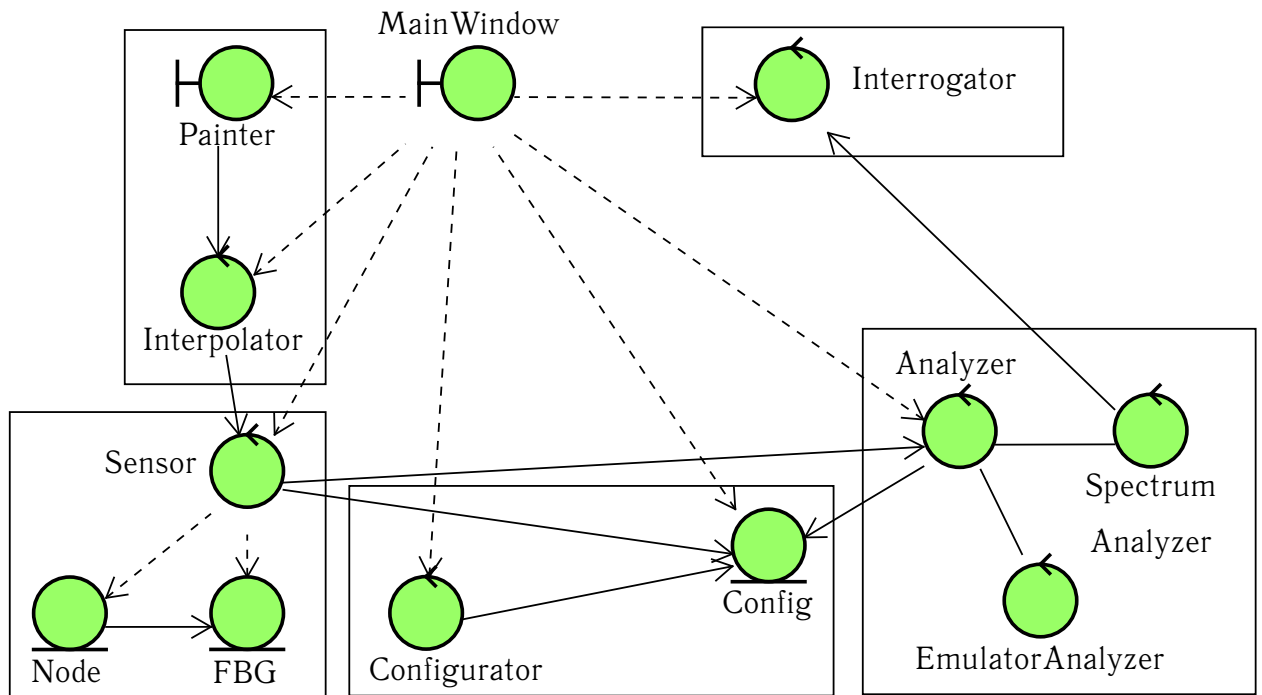 MainWindow
Interrogator
Painter
Interpolator
Analyzer
Sensor
Spectrum
Analyzer
Config
EmulatorAnalyzer
Node
FBG
Configurator